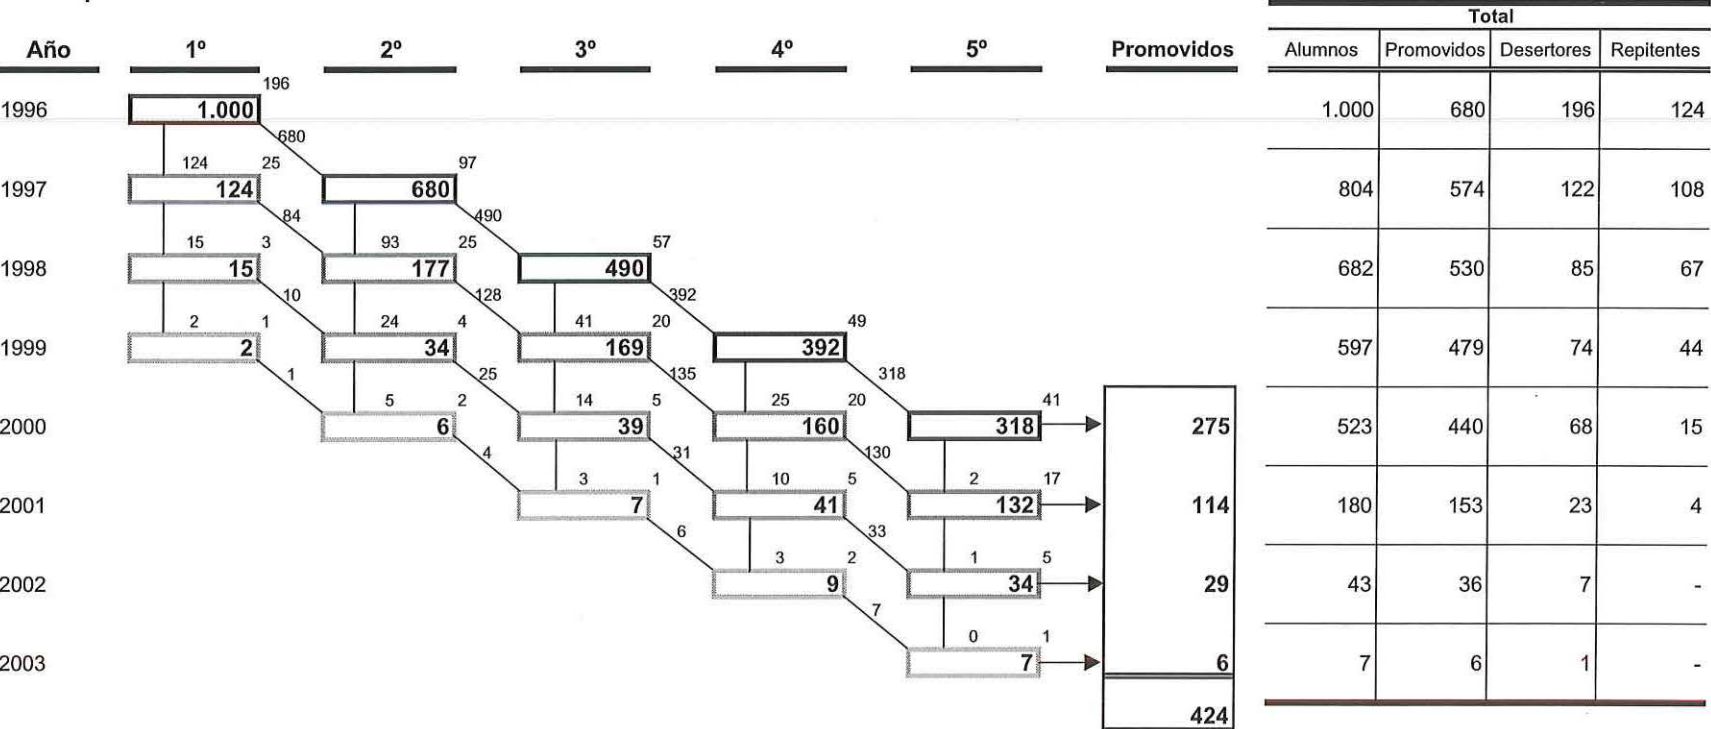 Total
Año 1º 2º 3º 4º 5º Promovidos Alumnos Promovidos Desertores Repitentes
196
1996 1.000 1.000 680 196 124
680
124 25 97
1997 124 680 804 574 122 108
84 490
15 3 93 25 57
1998 15 177 490 682 530 85 67
10 128 392
2 1 24 4 41 20 49
1999 2 34 169 392 597 479 74 44
1 25 135 318
5 2 14 5 25 20 41
2000 6 39 160 318 275 523 440 68 15
4 31 130
3 1 10 5 2 17
2001 7 41 132 114 180 153 23 4
6 33
3 2 1 5
2002 9 34 29 43 36 7 -
7
0 1
2003 7 6 7 6 1 -
424